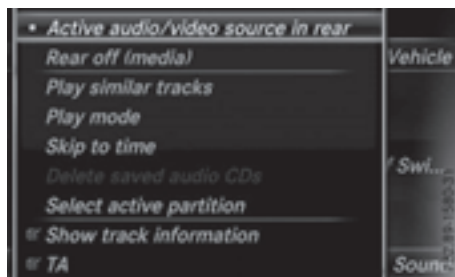 Active audio/video source in rear
Rear off (media)
Vehicle
Play similar tracks
Play mode
Skip to time
Swi...
Delete saved audio CDs
Select active partition
Show track information
TA
Sound